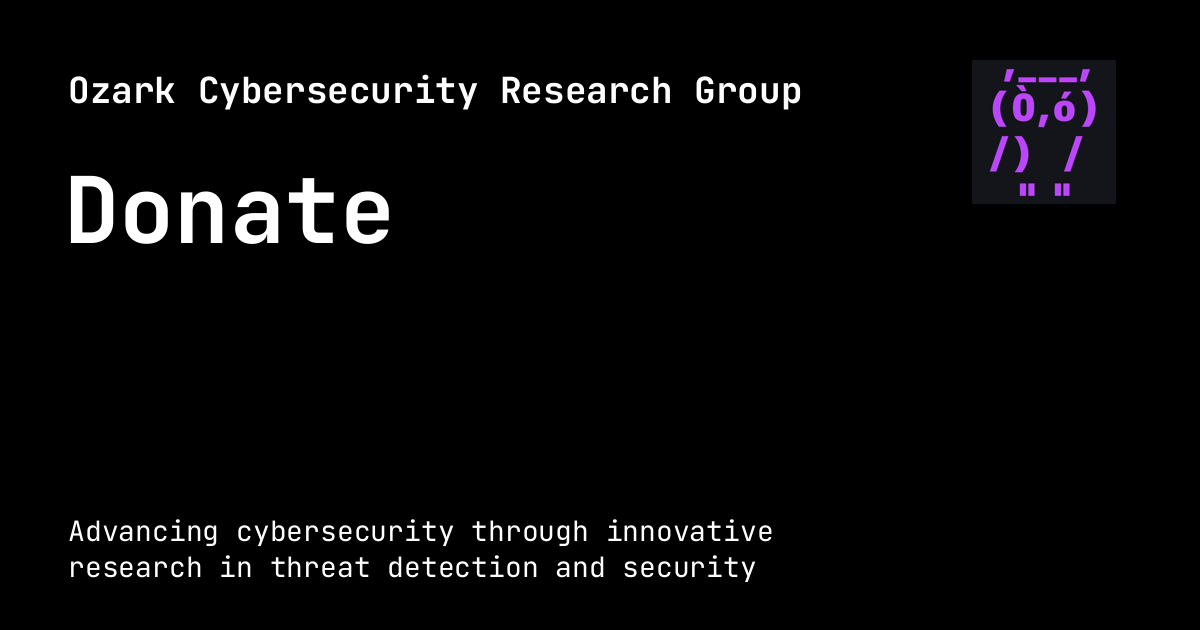 Ozark Cybersecurity Research Group
Donate
,___,
(Ò,ó)
/)  /
" "
Advancing cybersecurity through innovative
research in threat detection and security